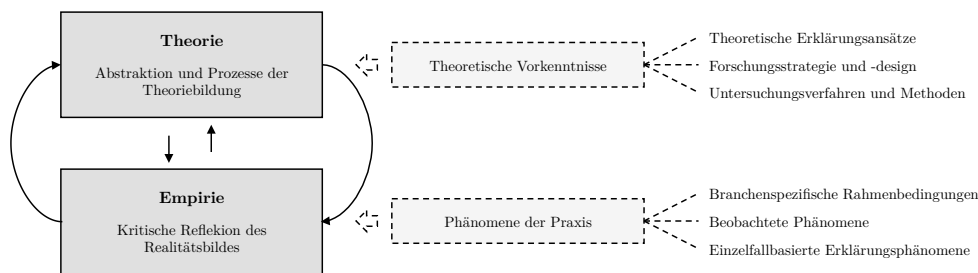 Theorie
Abstraktion und Prozesse der
Theoriebildung
Theoretische Vorkenntnisse
Theoretische Erklärungsansätze
Forschungsstrategie und -design
Untersuchungsverfahren und Methoden
Empirie
Kritische Reflekion des
Realitätsbildes
Phänomene der Praxis
Branchenspezifische Rahmenbedingungen
Beobachtete Phänomene
Einzelfallbasierte Erklärungsphänomene